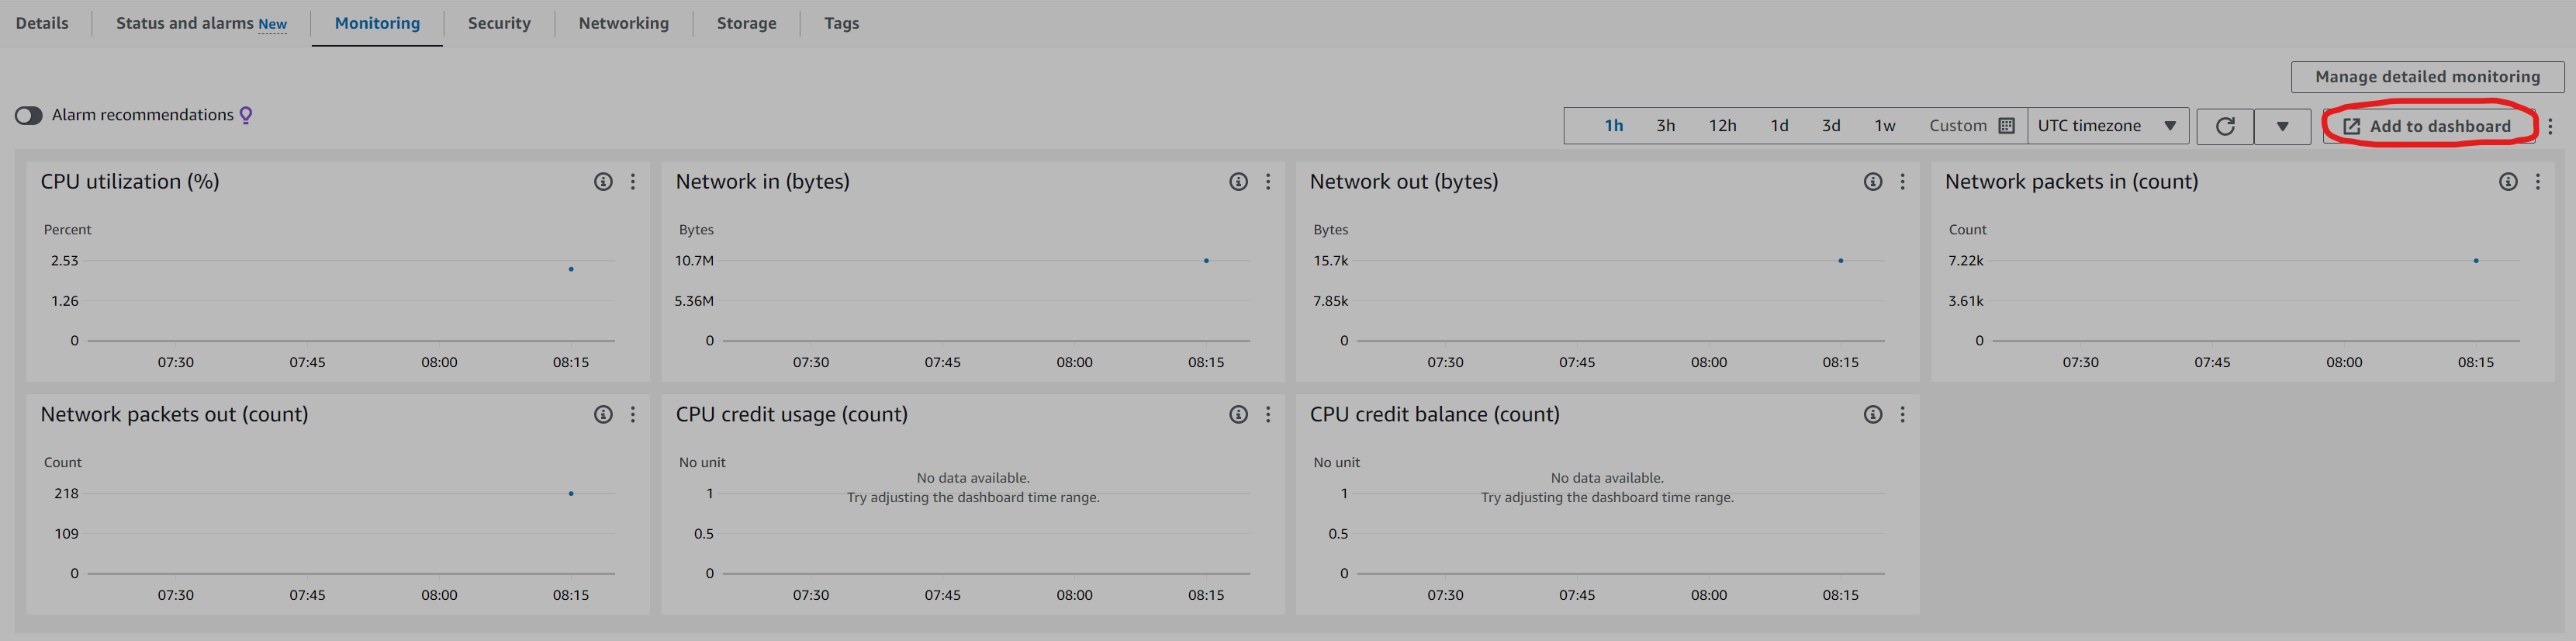 Details Status and alarms New Monitoring Security Networking Storage Tags
Manage detailed monitoring
Alarm recommendations 1h 3h 12h 1d 3d 1w Custom UTC timezone Add to dashboard
CPU utilization (%)
Percent
2.53
1.26
0
07:30 07:45 08:00 08:15
Network in (bytes)
Bytes
10.7M
5.36M
0
07:30 07:45 08:00 08:15
Network out (bytes)
Bytes
15.7k
7.85k
0
07:30 07:45 08:00 08:15
Network packets in (count)
Count
7.22k
3.61k
0
07:30 07:45 08:00 08:15
Network packets out (count)
Count
218
109
0
07:30 07:45 08:00 08:15
CPU credit usage (count)
No unit
No data available.
Try adjusting the dashboard time range.
1
0.5
0
07:30 07:45 08:00 08:15
CPU credit balance (count)
No unit
No data available.
Try adjusting the dashboard time range.
1
0.5
0
07:30 07:45 08:00 08:15